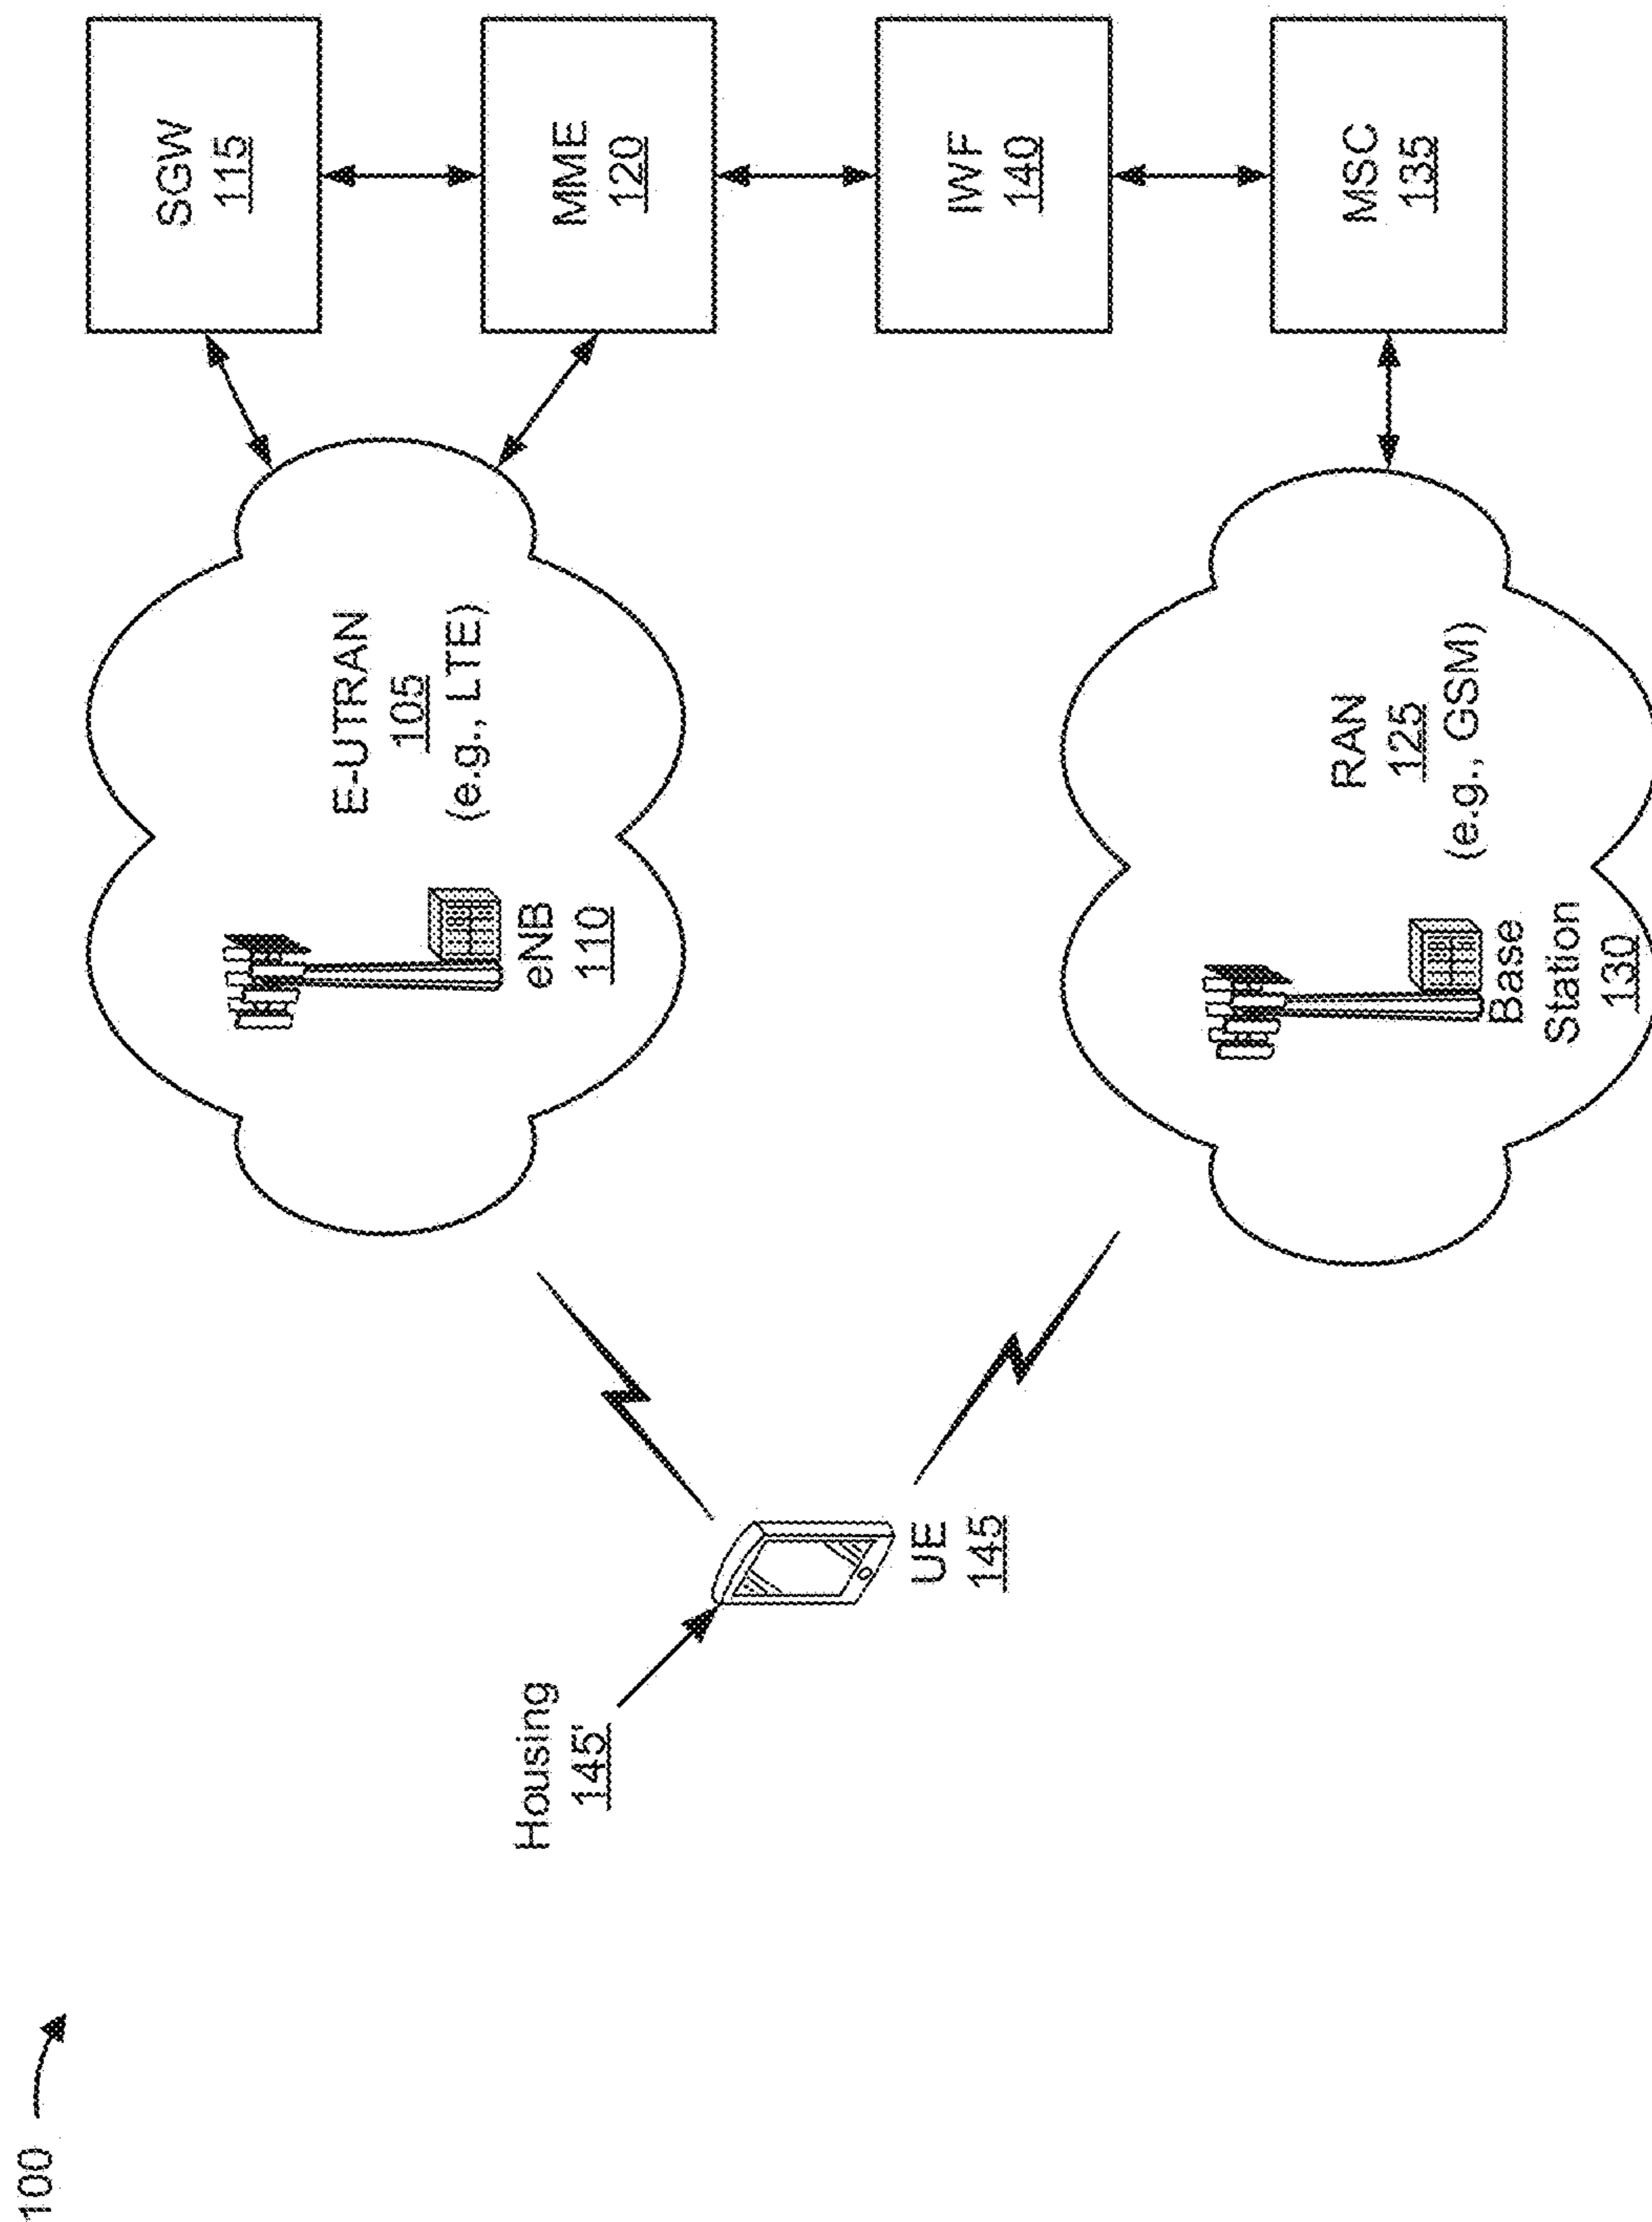 100
SGW
115
MME
120
IWF
140
MSC
135
E-UTRAN
105
(e.g., LTE)
eNB
110
RAN
125
(e.g., GSM)
Base
Station
130
Housing
145'
UE
145